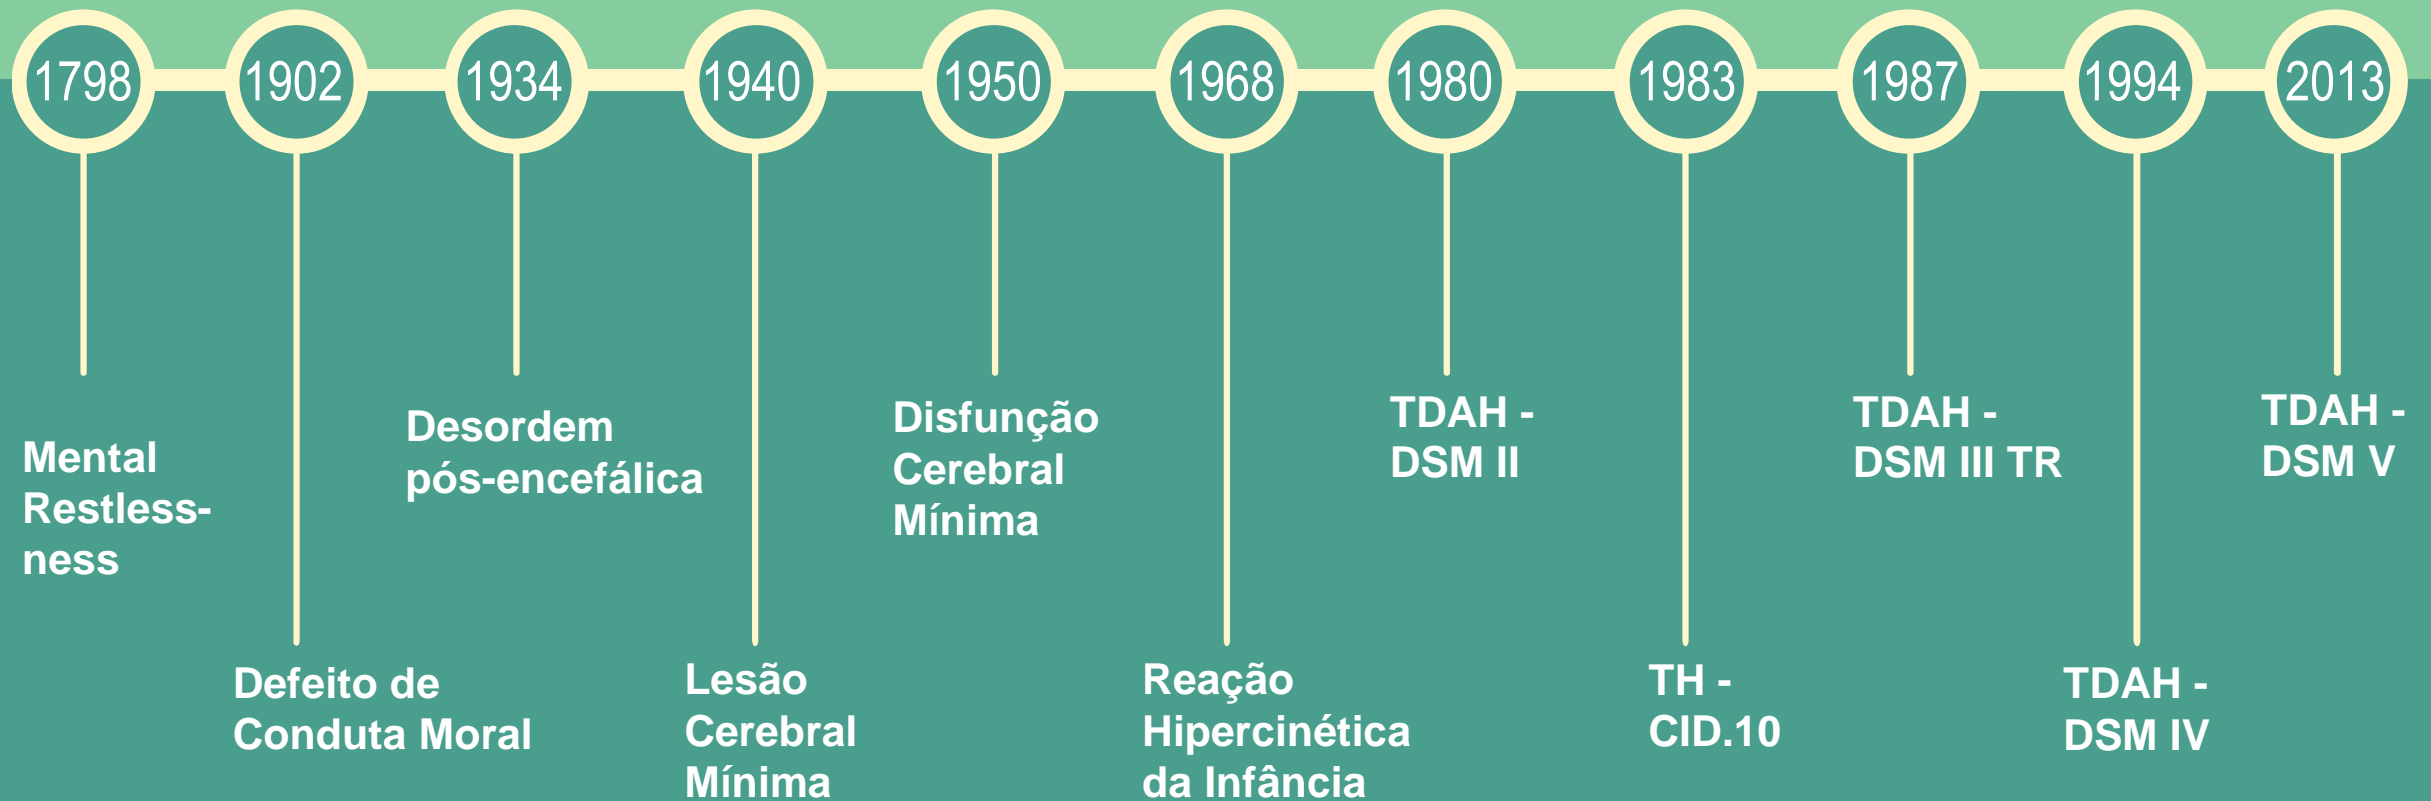 1798
1902
1934
1940
1950
1968
1980
1983
1987
1994
2013
Mental
Restless-
ness
Defeito de
Conduta Moral
Desordem
pós-encefálica
Lesão
Cerebral
Mínima
Disfunção
Cerebral
Mínima
Reação
Hipercinética
da Infância
TDAH -
DSM II
TH -
CID.10
TDAH -
DSM III TR
TDAH -
DSM IV
TDAH -
DSM V